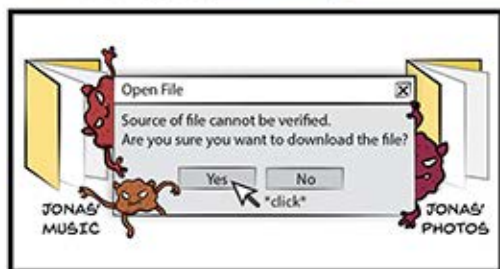 Open File
Source of file cannot be verified.
Are you sure you want to download the file?
Yes
No
*click*
JONAS'
MUSIC
JONAS'
PHOTOS